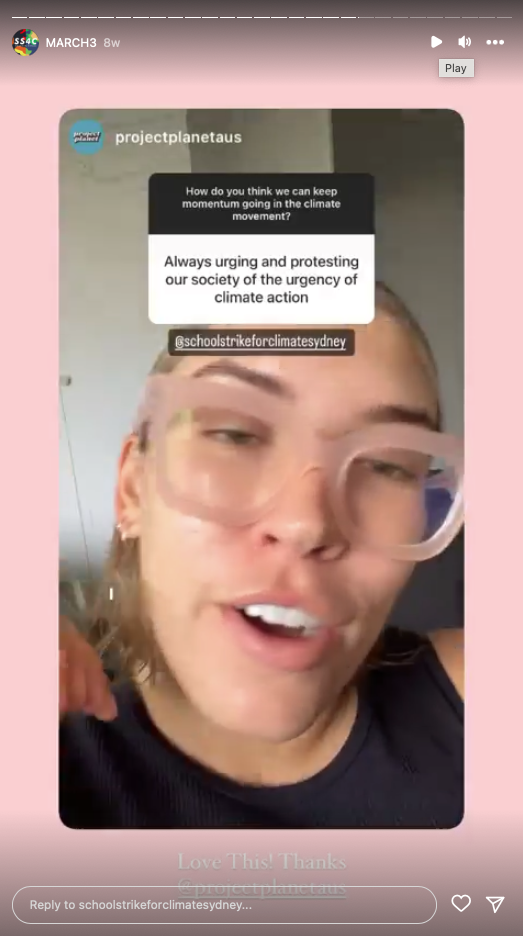 SS4C
MARCH3 8w
Play
project
planet
projectplanetaus
How do you think we can keep
momentum going in the climate
movement?
Always urging and protesting
our society of the urgency of
climate action
@schoolstrikeforclimatesydney
Love This! Thanks
@projectplanetaus
Reply to schoolstrikeforclimatesydney...